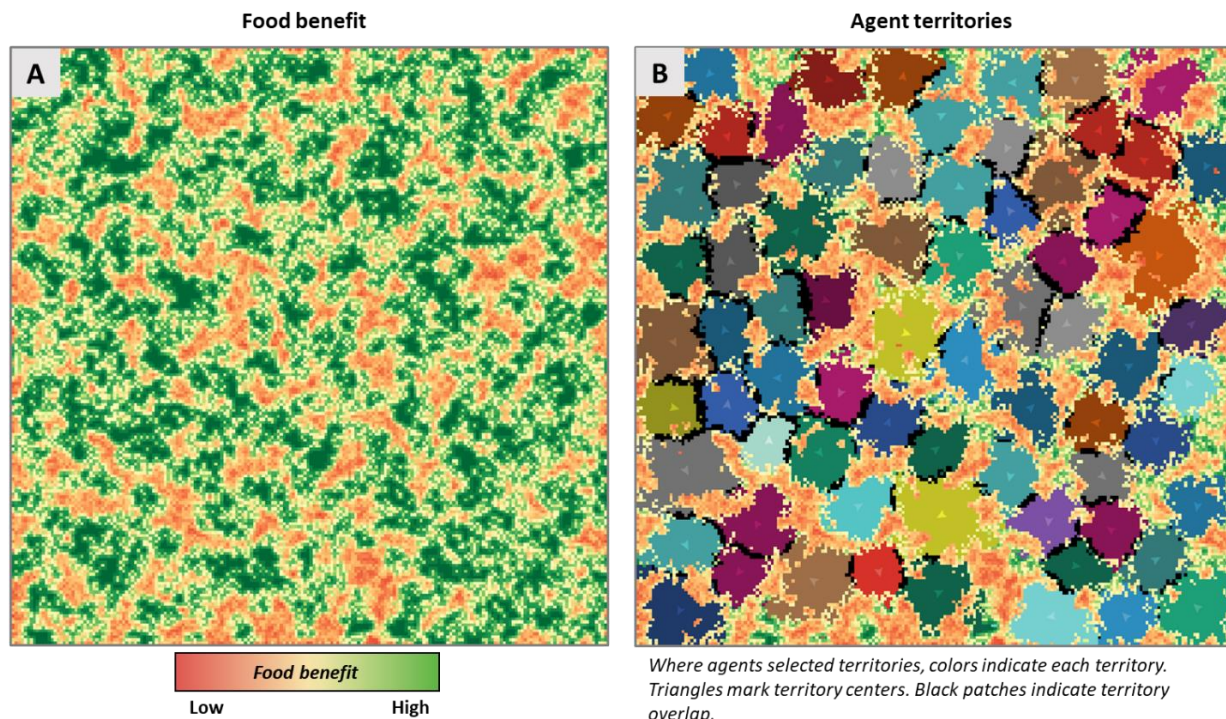 Food benefit
Agent territories
A
B
Food benefit
Low
High
Where agents selected territories, colors indicate each territory.
Triangles mark territory centers. Black patches indicate territory
overlap.